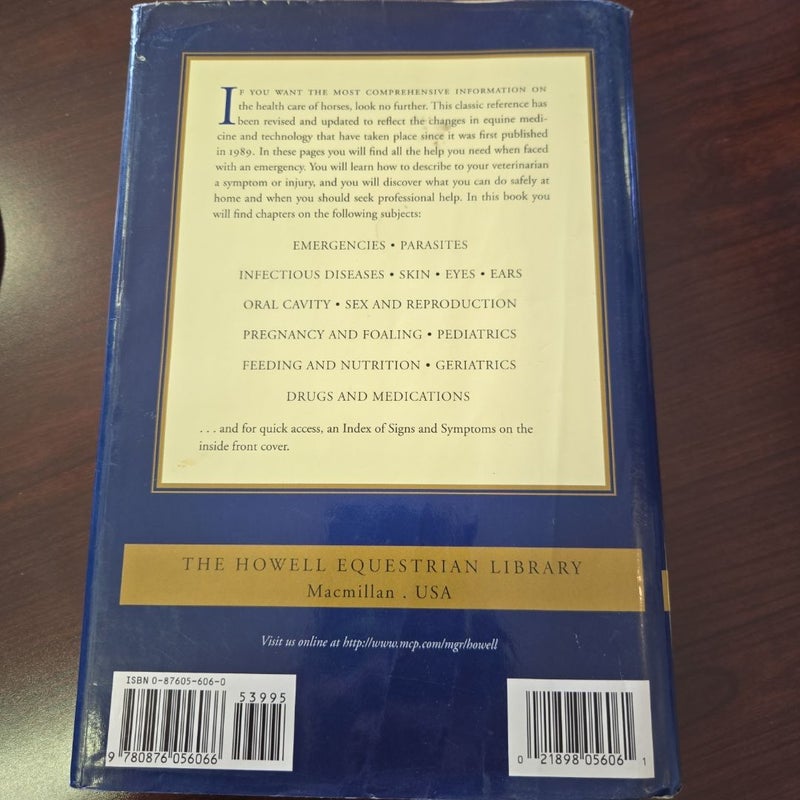 IF YOU WANT THE MOST COMPREHENSIVE INFORMATION ON
the health care of horses, look no further. This classic reference has
been revised and updated to reflect the changes in equine medi-
cine and technology that have taken place since it was first published
in 1989. In these pages you will find all the help you need when faced
with an emergency. You will learn how to describe to your veterinarian
a symptom or injury, and you will discover what you can do safely at
home and when you should seek professional help. In this book you
will find chapters on the following subjects:
EMERGENCIES • PARASITES
INFECTIOUS DISEASES • SKIN • EYES • EARS
ORAL CAVITY • SEX AND REPRODUCTION
PREGNANCY AND FOALING • PEDIATRICS
FEEDING AND NUTRITION • GERIATRICS
DRUGS AND MEDICATIONS
. . . and for quick access, an Index of Signs and Symptoms on the
inside front cover.
THE HOWELL EQUESTRIAN LIBRARY
Macmillan . USA
Visit us online at http://www.mcp.com/mgr/howell
ISBN 0-87605-606-0
53995
9 780876 056066
0 21898 05606 1